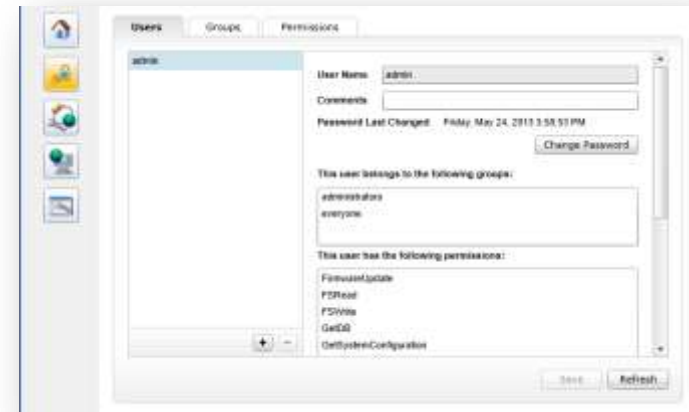 Users Groups Permissions
admin
User Name admin
Comments
Password Last Changed Friday, May 24, 2013 3:58:53 PM
Change Password
This user belongs to the following groups:
administrators
everyone
This user has the following permissions:
FirmwareUpdate
FSRead
FSWrite
GetDB
GetSystemConfiguration
+ -
Save Refresh